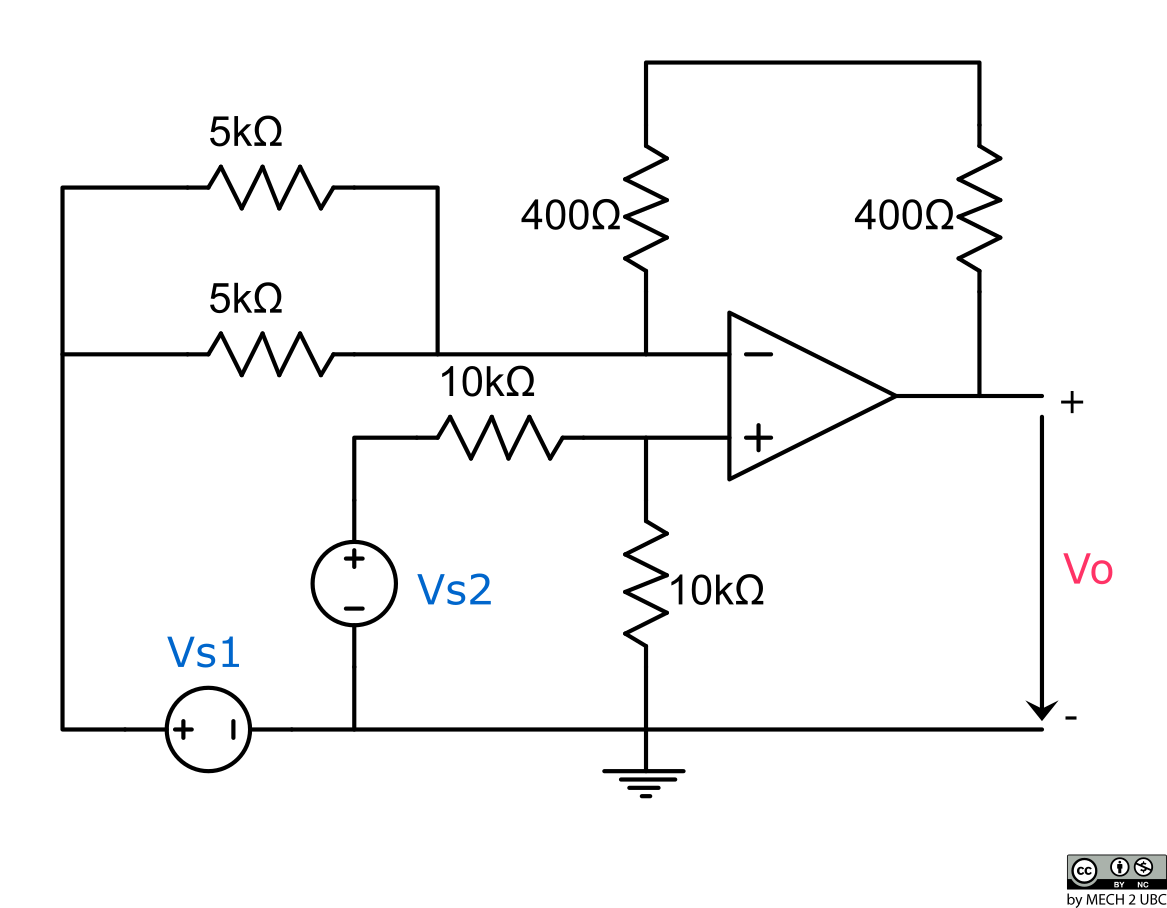 5kΩ
400Ω
400Ω
5kΩ
10kΩ
+
Vs2
10kΩ
Vo
Vs1
-
cc
BY NC
by MECH 2 UBC